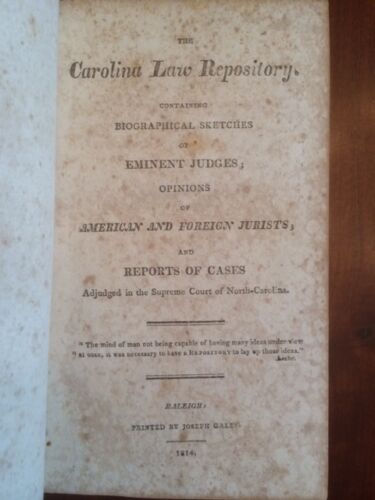 THE
Carolina Law Repository.
CONTAINING
BIOGRAPHICAL SKETCHES
OF
EMINENT JUDGES;
OPINIONS
OF
AMERICAN AND FOREIGN JURISTS;
AND
REPORTS OF CASES
Adjudged in the Supreme Court of North-Carolina.
"The mind of man not being capable of having many ideas under view
"at once, it was necessary to have a REPOSITORY to lay up those ideas."
Locke.
RALEIGH:
PRINTED BY JOSEPH GALES.
1814.